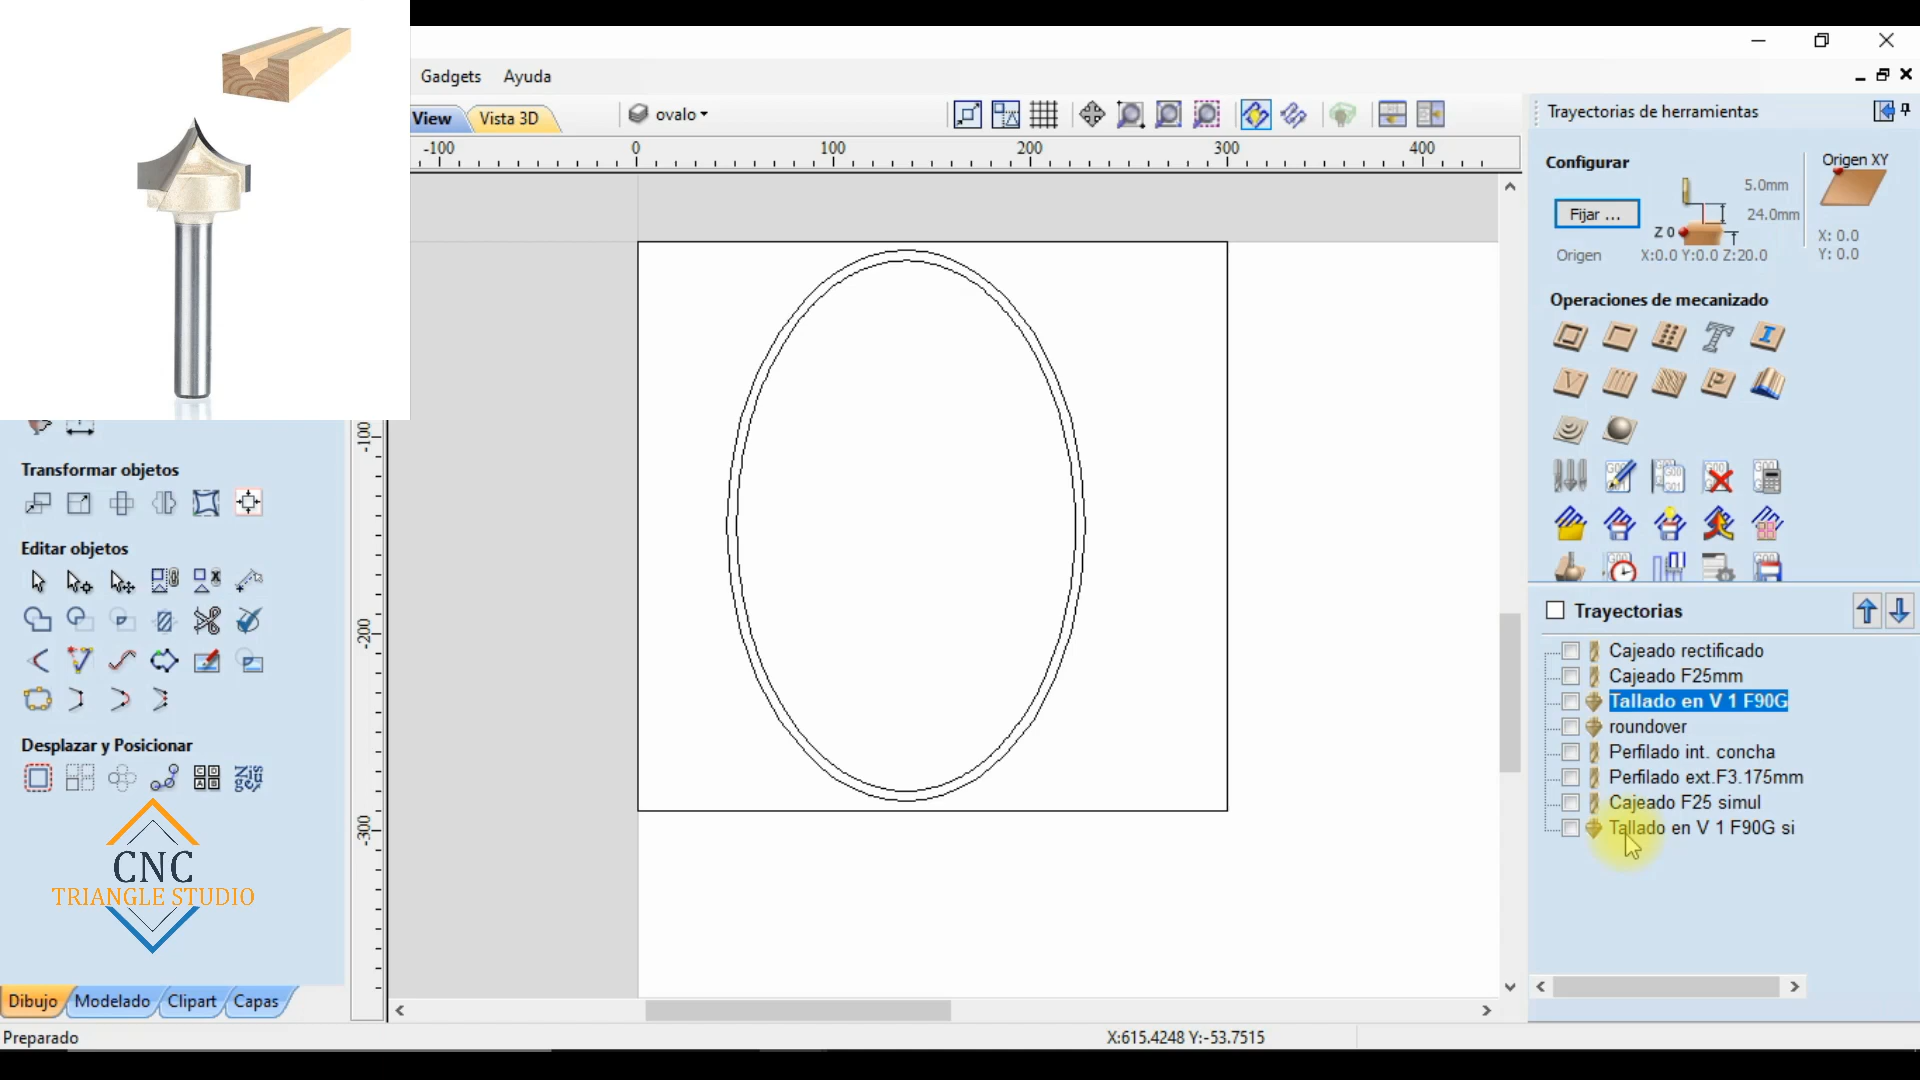 Gadgets Ayuda
View Vista 3D ovalo
-100 0 100 200 300 400
-100
-200
-300
Transformar objetos
Editar objetos
Desplazar y Posicionar
CNC
TRIANGLE STUDIO
Dibujo Modelado Clipart Capas
Preparado
X:615.4248 Y:-53.7515
Trayectorias de herramientas
Configurar
Fijar ...
5.0mm
24.0mm
Z 0
Origen X:0.0 Y:0.0 Z:20.0
Origen XY
X: 0.0
Y: 0.0
Operaciones de mecanizado
Trayectorias
Cajeado rectificado
Cajeado F25mm
Tallado en V 1 F90G
roundover
Perfilado int. concha
Perfilado ext.F3.175mm
Cajeado F25 simul
Tallado en V 1 F90G si